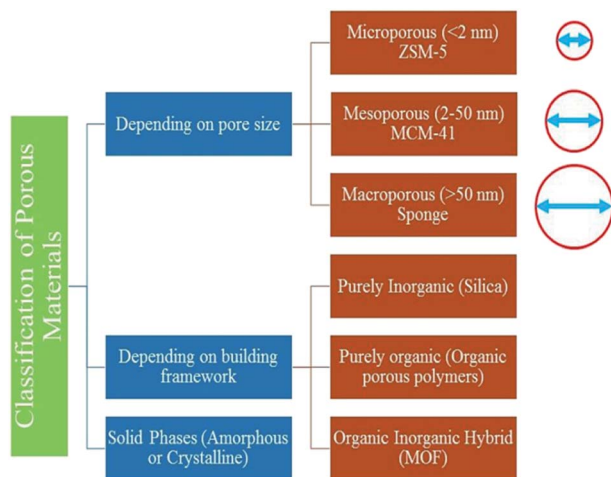 Classification of Porous
Materials
Depending on pore size
Microporous (<2 nm)
ZSM-5
Mesoporous (2-50 nm)
MCM-41
Macroporous (>50 nm)
Sponge
Depending on building
framework
Purely Inorganic (Silica)
Purely organic (Organic
porous polymers)
Organic Inorganic Hybrid
(MOF)
Solid Phases (Amorphous
or Crystalline)